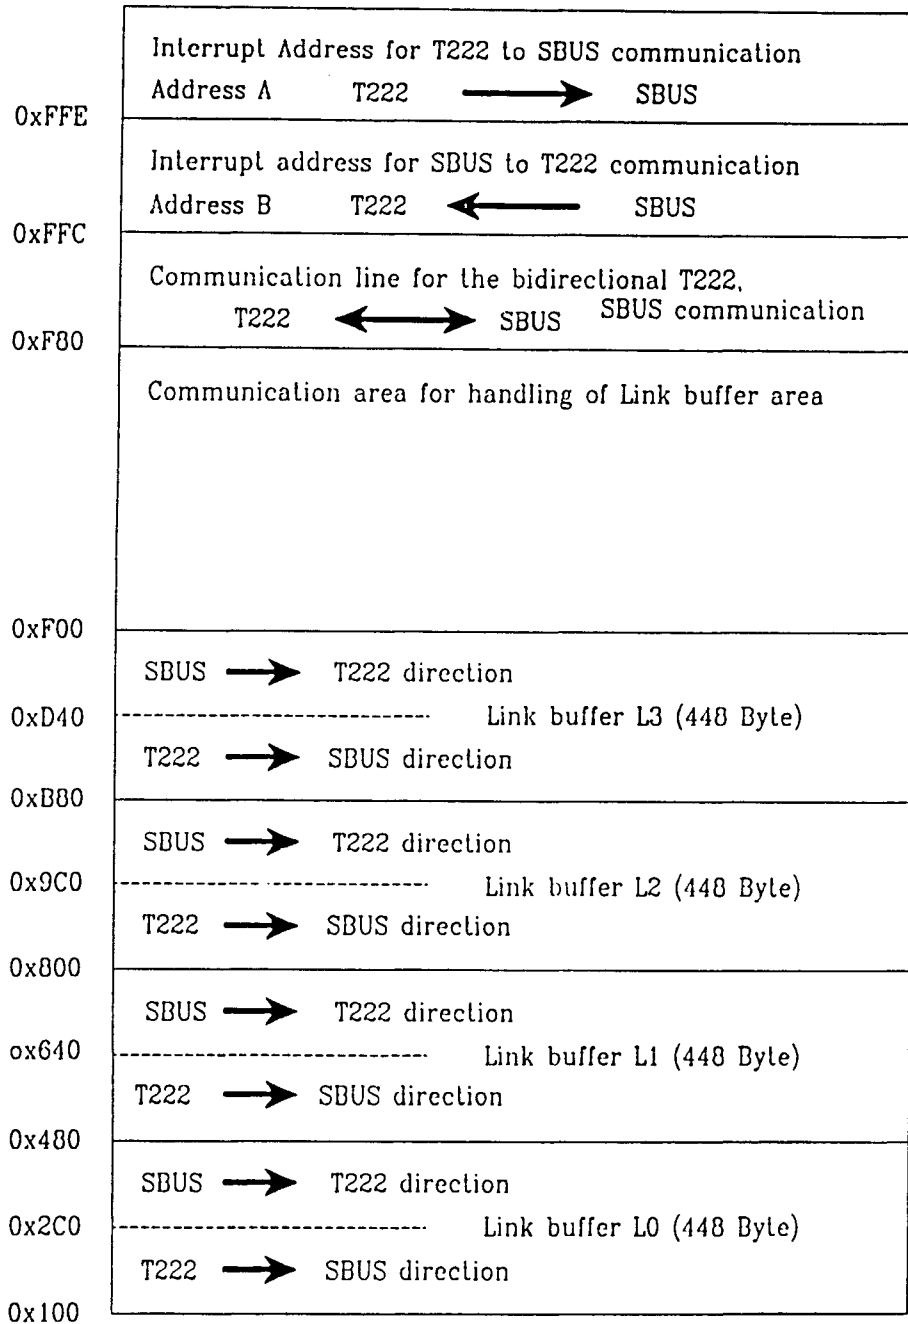 Interrupt Address for T222 to SBUS communication
Address A T222 SBUS
0xFFE
Interrupt address for SBUS to T222 communication
Address B T222 SBUS
0xFFC
Communication line for the bidirectional T222,
T222 SBUS SBUS communication
0xF80
Communication area for handling of Link buffer area
0xF00
SBUS T222 direction
0xD40 Link buffer L3 (448 Byte)
T222 SBUS direction
0xB80
SBUS T222 direction
0x9C0 Link buffer L2 (448 Byte)
T222 SBUS direction
0x800
SBUS T222 direction
ox640 Link buffer L1 (448 Byte)
T222 SBUS direction
0x480
SBUS T222 direction
0x2C0 Link buffer L0 (448 Byte)
T222 SBUS direction
0x100